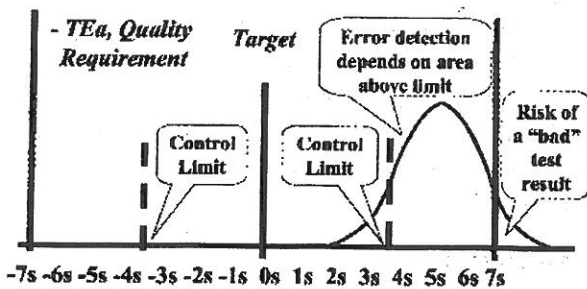 - TEa, Quality
Requirement
Target
Error detection
depends on area
above limit
Control
Limit
Control
Limit
Risk of
a “bad”
test
result
-7s -6s -5s -4s -3s -2s -1s 0s 1s 2s 3s 4s 5s 6s 7s